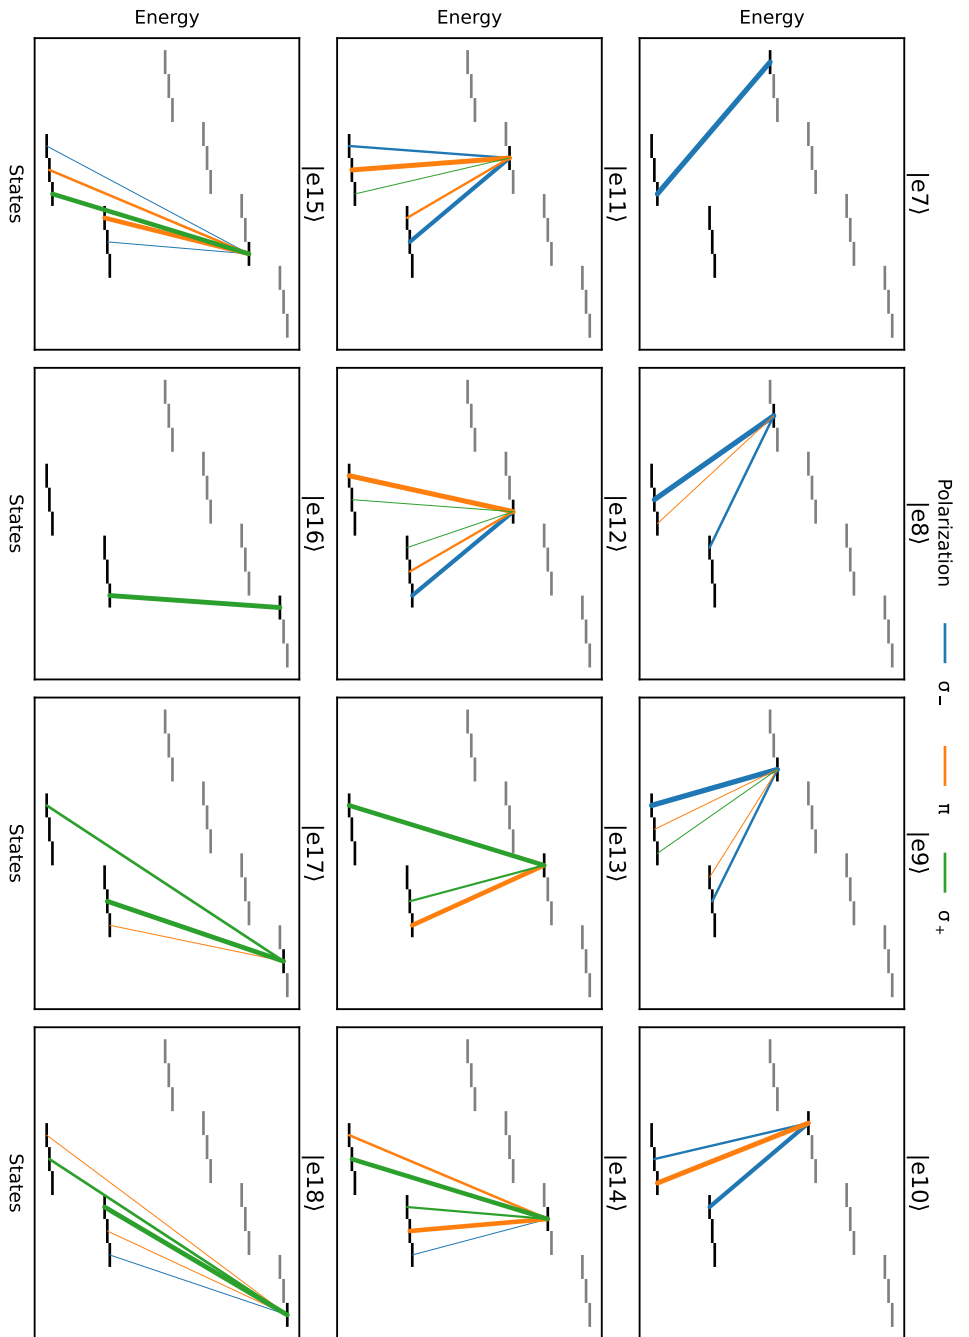 Polarization σ₋ π σ₊
|e7⟩ |e8⟩ |e9⟩ |e10⟩
Energy
|e11⟩ |e12⟩ |e13⟩ |e14⟩
Energy
|e15⟩ |e16⟩ |e17⟩ |e18⟩
Energy
States States States States